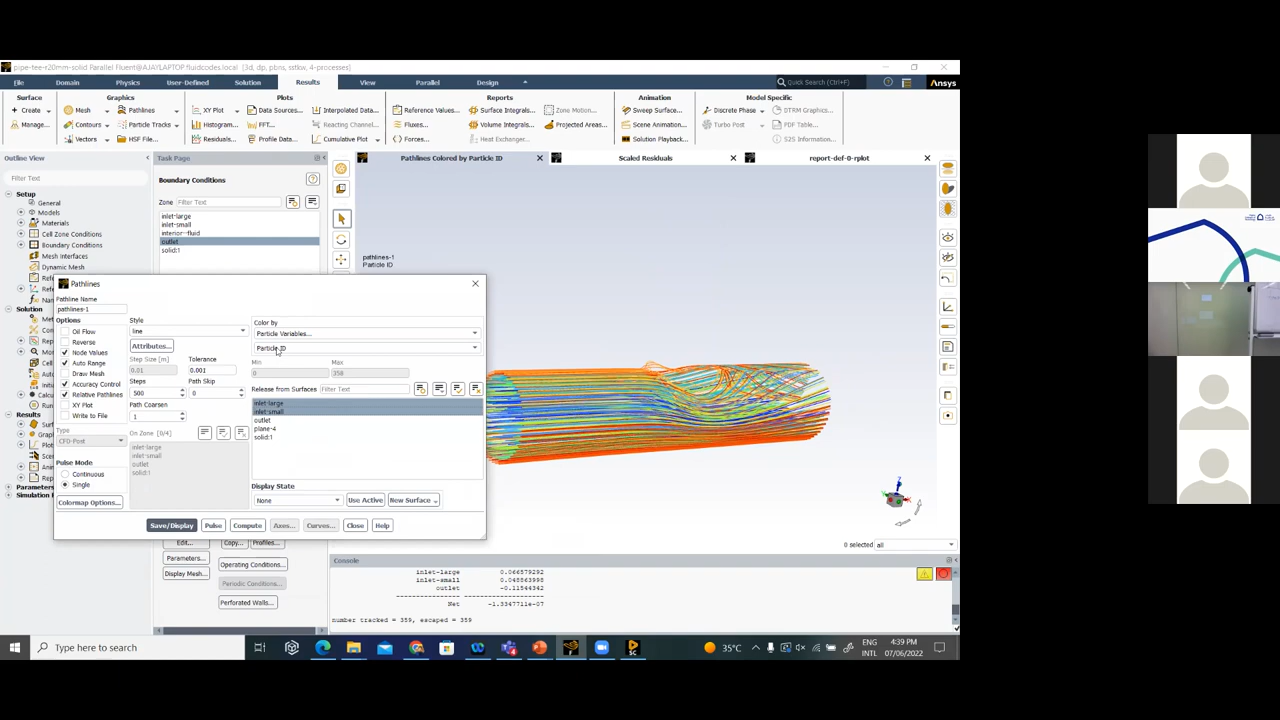 pipe-tee-r20mm-solid Parallel Fluent@AJAYLAPTOP fluidcodes.local [3d, dp, pbns, sstkw, 4-processes]
File Domain Physics User-Defined Solution Results View Parallel Design Quick Search (Ctrl+F) Ansys
Surface Graphics Plots Reports Animation Model Specific
Create Mesh Pathlines XY Plot Data Sources... Interpolated Data... Reference Values... Surface Integrals... Zone Motion... Sweep Surface... Discrete Phase DTRM Graphics...
Manage... Contours Particle Tracks Histogram... FFT... Reaching Channel... Fluxes... Volume Integrals... Projected Areas... Scene Animation... Turbo Post PDF Table...
Vectors HSF File... Residuals... Profile Data... Cumulative Plot Forces... Heat Exchanger... Solution Playback... S2S Information...
Outline View
Filter Text
Setup
General
Models
Materials
Cell Zone Conditions
Boundary Conditions
Mesh Interfaces
Dynamic Mesh
Solution
Results
Task Page
Boundary Conditions
Zone Filter Text
inlet-large
inlet-small
interior--fluid
outlet
solid:1
Pathlines Colored by Particle ID
Scaled Residuals
report-def-0-rplot
pathlines-1
Particle ID
Pathlines
Pathline Name
pathlines-1
Options
Oil Flow
Reverse
Node Values
Auto Range
Draw Mesh
Accuracy Control
Relative Pathlines
XY Plot
Write to File
Type
CFD-Post
Pulse Mode
Continuous
Single
Colormap Options...
Style
line
Attributes...
Step Size [m] Tolerance
0.01 0.001
Steps Path Skip
500 0
Path Coarsen
1
On Zone [0/4]
inlet-large
inlet-small
outlet
solid:1
Color by
Particle Variables...
Particle ID
Min Max
0 358
Release from Surfaces Filter Text
inlet-large
inlet-small
outlet
plane-4
solid:1
Display State
None Use Active New Surface
Save/Display Pulse Compute Axes... Curves... Close Help
Edit... Copy... Profiles...
Parameters... Operating Conditions...
Display Mesh... Periodic Conditions...
Perforated Walls...
0 selected all
Console
inlet-large 0.066579292
inlet-small 0.048863998
outlet -0.11544342
Net -1.3347711e-07
number tracked = 359, escaped = 359
Type here to search
35°C
ENG
INTL
4:39 PM
07/06/2022